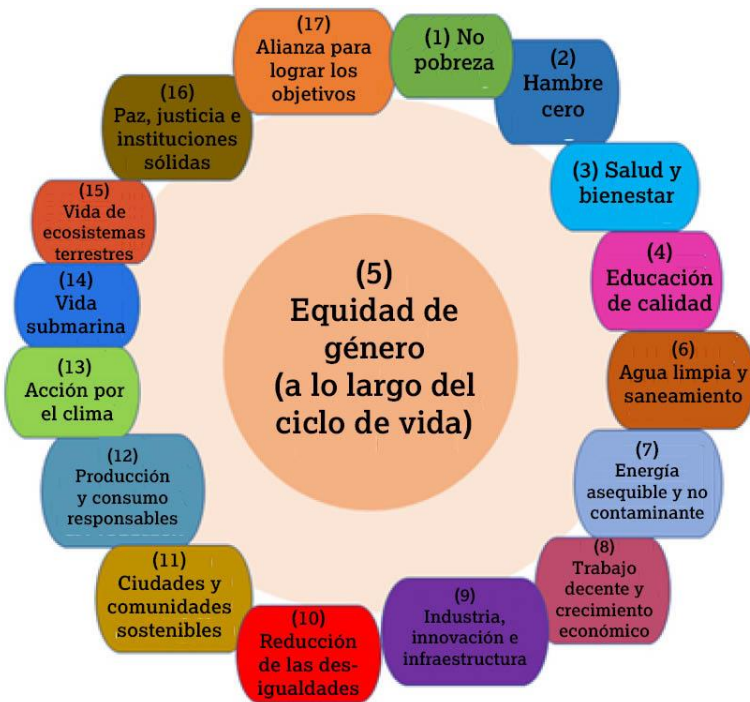 (1) No
pobreza
(2)
Hambre
cero
(3) Salud y
bienestar
(4)
Educación
de calidad
(5)
Equidad de
género
(a lo largo del
ciclo de vida)
(6)
Agua limpia y
saneamiento
(7)
Energía
asequible y no
contaminante
(8)
Trabajo
decente y
crecimiento
económico
(9)
Industria,
innovación e
infraestructura
(10)
Reducción
de las des-
igualdades
(11)
Ciudades y
comunidades
sostenibles
(12)
Producción
y consumo
responsables
(13)
Acción por
el clima
(14)
Vida
submarina
(15)
Vida de
ecosistemas
terrestres
(16)
Paz, justicia e
instituciones
sólidas
(17)
Alianza para
lograr los
objetivos